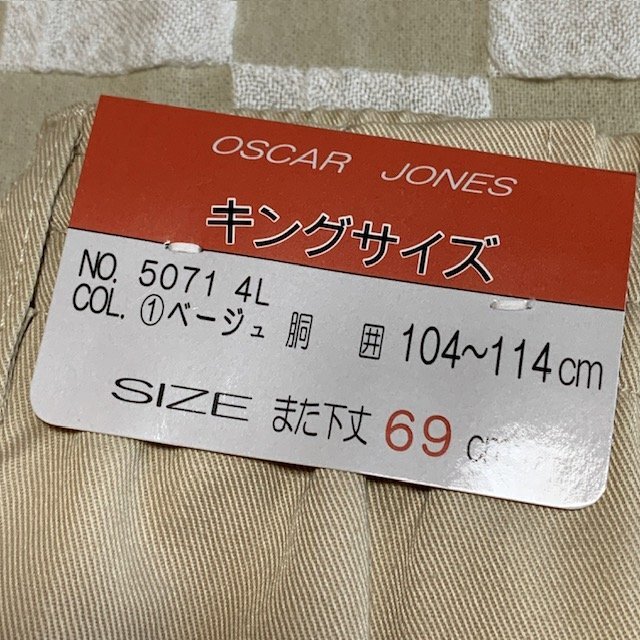 OSCAR JONES
キングサイズ
NO. 5071 4L
COL. ①ベージュ 胴 囲 104~114cm
SIZE また下丈 69 cm